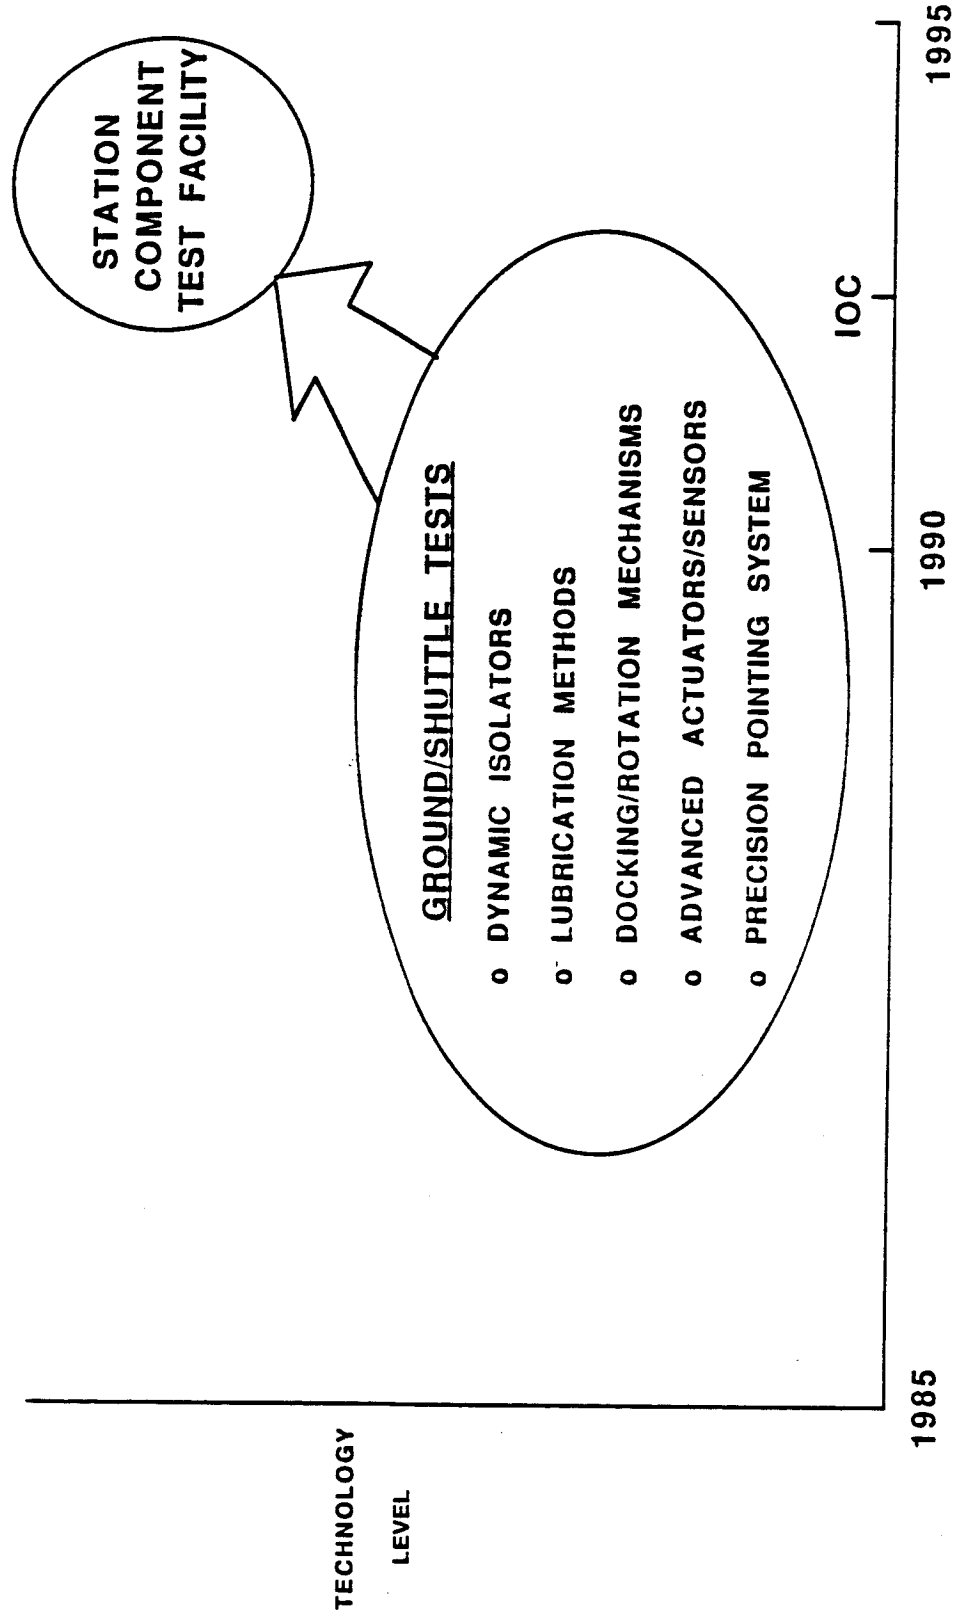 STATION
COMPONENT
TEST FACILITY
TECHNOLOGY
LEVEL
GROUND/SHUTTLE TESTS
o DYNAMIC ISOLATORS
o LUBRICATION METHODS
o DOCKING/ROTATION MECHANISMS
o ADVANCED ACTUATORS/SENSORS
o PRECISION POINTING SYSTEM
IOC
1985
1990
1995